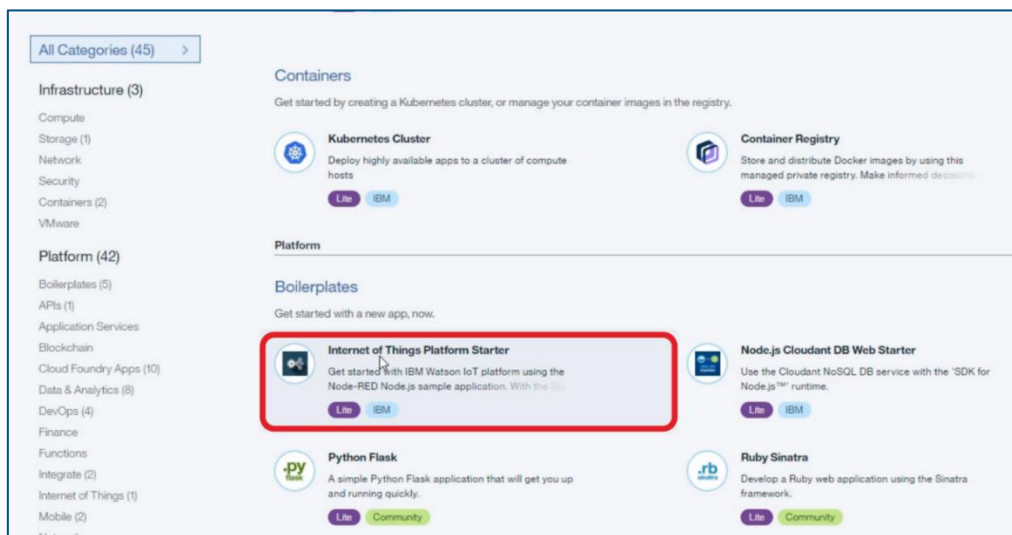 All Categories (45) >
Infrastructure (3)
Compute
Storage (1)
Network
Security
Containers (2)
VMware
Platform (42)
Boilerplates (5)
APIs (1)
Application Services
Blockchain
Cloud Foundry Apps (10)
Data & Analytics (8)
DevOps (4)
Finance
Functions
Integrate (2)
Internet of Things (1)
Mobile (2)
Containers
Get started by creating a Kubernetes cluster, or manage your container images in the registry.
Kubernetes Cluster
Deploy highly available apps to a cluster of compute
hosts
Lite IBM
Container Registry
Store and distribute Docker images by using this
managed private registry. Make informed decisions
Lite IBM
Platform
Boilerplates
Get started with a new app, now.
Internet of Things Platform Starter
Get started with IBM Watson IoT platform using the
Node-RED Node.js sample application. With the
Lite IBM
Node.js Cloudant DB Web Starter
Use the Cloudant NoSQL DB service with the 'SDK for
Node.js™' runtime.
Lite IBM
.py
flask
Python Flask
A simple Python Flask application that will get you up
and running quickly.
Lite Community
.rb
sinatra
Ruby Sinatra
Develop a Ruby web application using the Sinatra
framework.
Lite Community